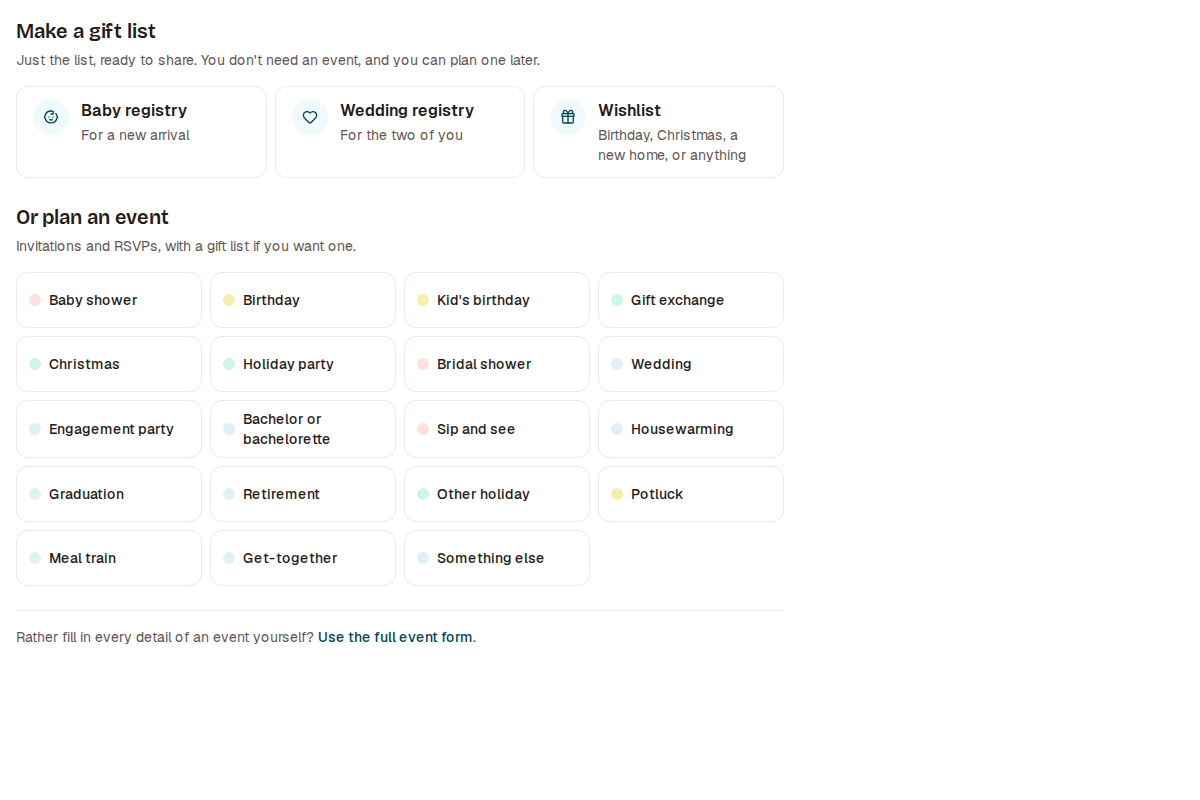 Make a gift list
Just the list, ready to share. You don't need an event, and you can plan one later.
Baby registry
For a new arrival
Wedding registry
For the two of you
Wishlist
Birthday, Christmas, a
new home, or anything
Or plan an event
Invitations and RSVPs, with a gift list if you want one.
Baby shower
Birthday
Kid's birthday
Gift exchange
Christmas
Holiday party
Bridal shower
Wedding
Engagement party
Bachelor or
bachelorette
Sip and see
Housewarming
Graduation
Retirement
Other holiday
Potluck
Meal train
Get-together
Something else
Rather fill in every detail of an event yourself? Use the full event form.